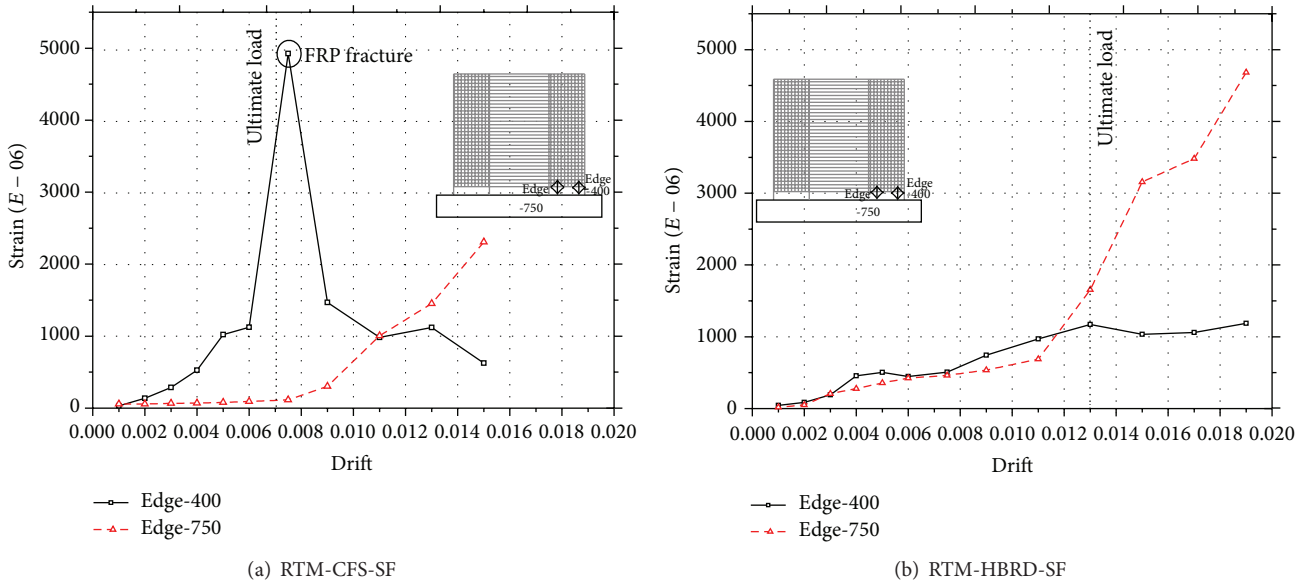 5000
4000
3000
2000
1000
0
Strain (E − 06)
0.000 0.002 0.004 0.006 0.008 0.010 0.012 0.014 0.016 0.018 0.020
Drift
Ultimate load
FRP fracture
Edge
Edge
-400
-750
Edge-400
Edge-750
(a) RTM-CFS-SF
5000
4000
3000
2000
1000
0
Strain (E − 06)
0.000 0.002 0.004 0.006 0.008 0.010 0.012 0.014 0.016 0.018 0.020
Drift
Ultimate load
Edge
Edge
-400
-750
Edge-400
Edge-750
(b) RTM-HBRD-SF